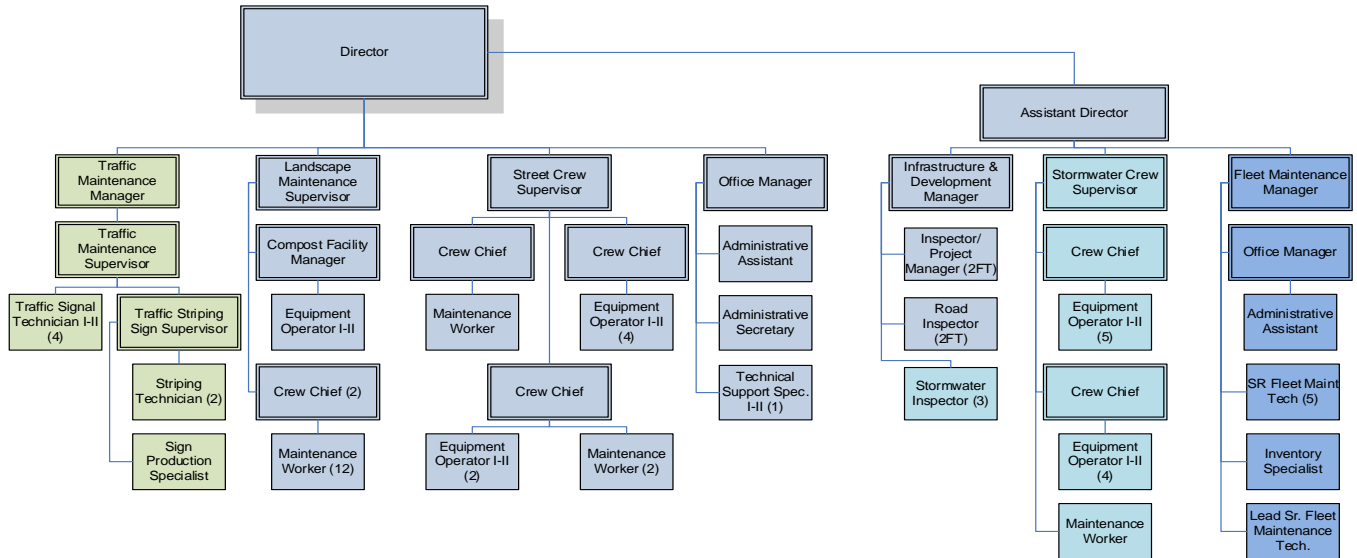 Director
Assistant Director
Traffic
Maintenance
Manager
Landscape
Maintenance
Supervisor
Street Crew
Supervisor
Office Manager
Infrastructure &
Development
Manager
Stormwater Crew
Supervisor
Fleet Maintenance
Manager
Traffic
Maintenance
Supervisor
Compost Facility
Manager
Crew Chief
Crew Chief
Administrative
Assistant
Inspector/
Project
Manager (2FT)
Crew Chief
Office Manager
Traffic Signal
Technician I-II
(4)
Traffic Striping
Sign Supervisor
Equipment
Operator I-II
Maintenance
Worker
Equipment
Operator I-II
(4)
Administrative
Secretary
Road
Inspector
(2FT)
Equipment
Operator I-II
(5)
Administrative
Assistant
Striping
Technician (2)
Crew Chief (2)
Crew Chief
Technical
Support Spec.
I-II (1)
Stormwater
Inspector (3)
Crew Chief
SR Fleet Maint
Tech (5)
Sign
Production
Specialist
Maintenance
Worker (12)
Equipment
Operator I-II
(2)
Maintenance
Worker (2)
Equipment
Operator I-II
(4)
Inventory
Specialist
Maintenance
Worker
Lead Sr. Fleet
Maintenance
Tech.